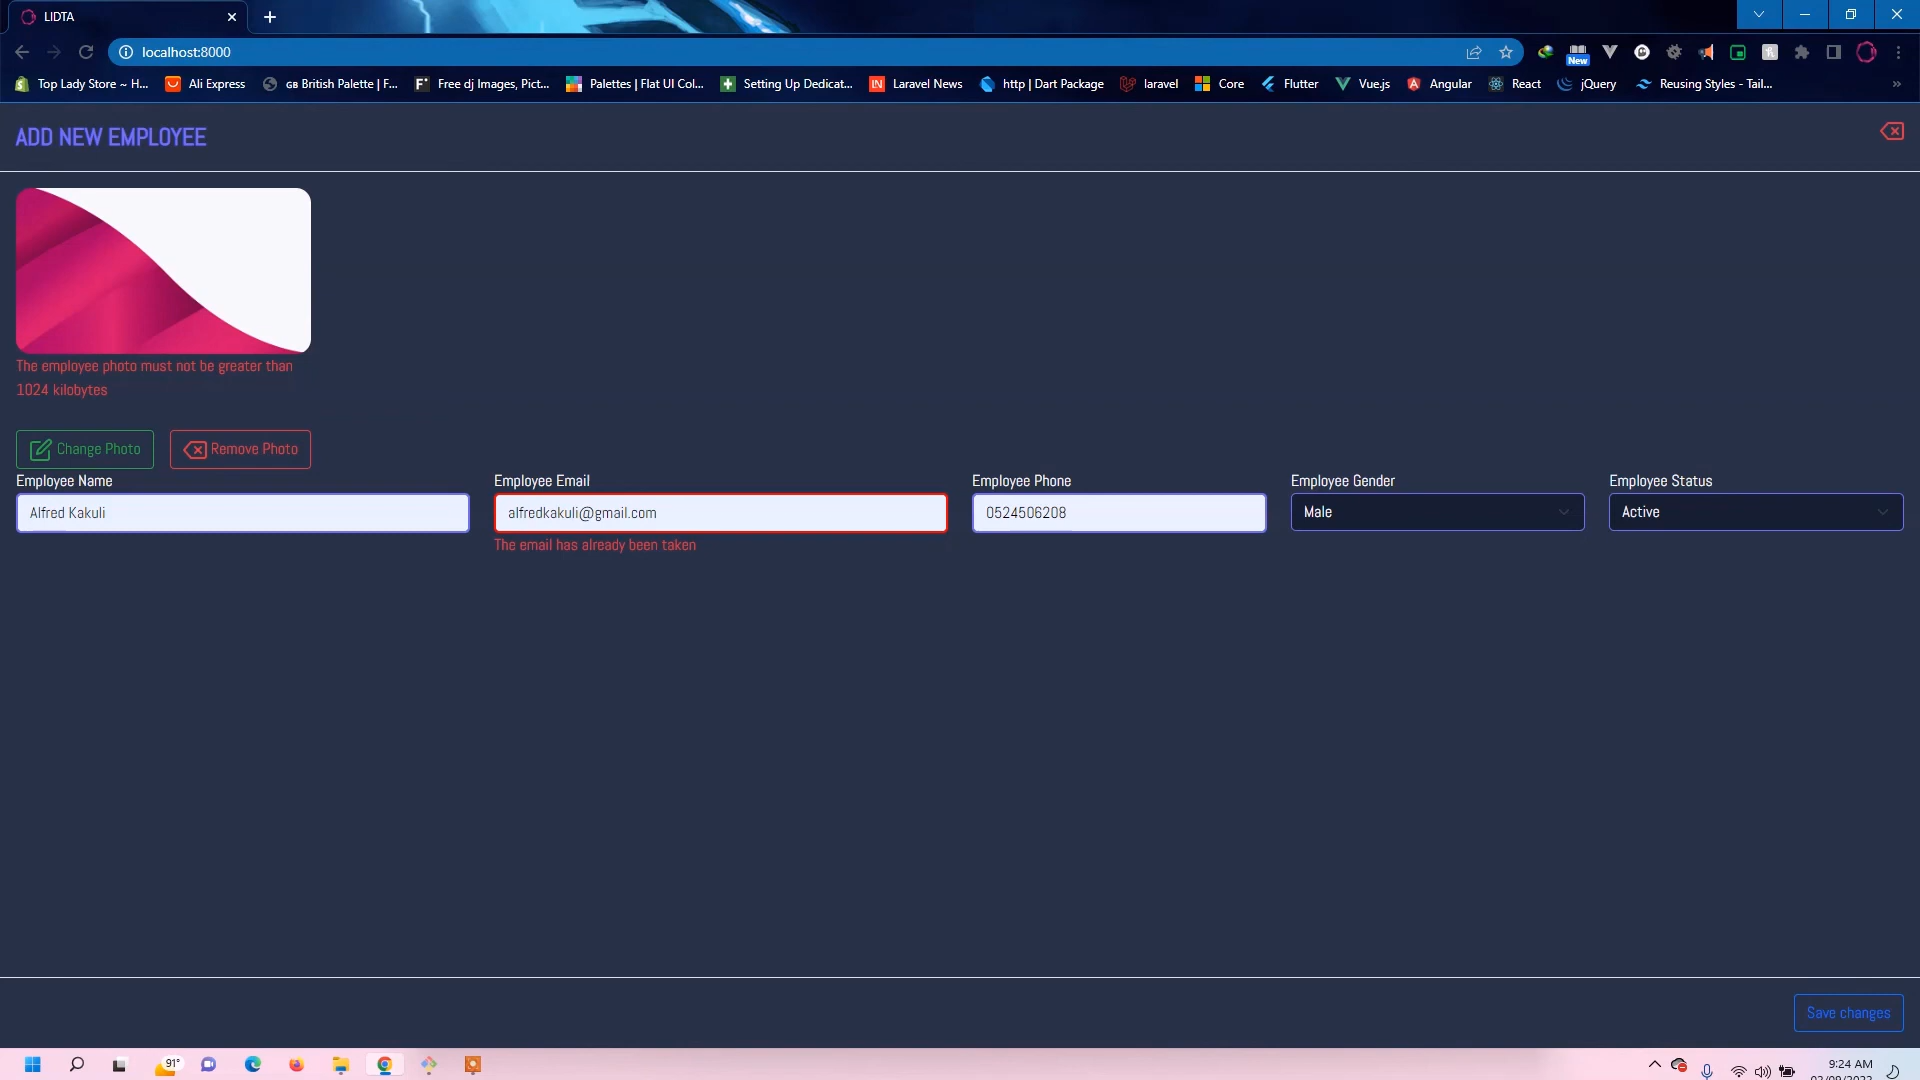 LIDTA
localhost:8000
Top Lady Store ~ H...
Ali Express
GB British Palette | F...
Free dj Images, Pict...
Palettes | Flat UI Col...
Setting Up Dedicat...
Laravel News
http | Dart Package
laravel
Core
Flutter
Vue.js
Angular
React
jQuery
Reusing Styles - Tail...
New
ADD NEW EMPLOYEE
The employee photo must not be greater than
1024 kilobytes
Change Photo
Remove Photo
Employee Name
Employee Email
Employee Phone
Employee Gender
Employee Status
Alfred Kakuli
alfredkakuli@gmail.com
0524506208
Male
Active
The email has already been taken
Save changes
91°
9:24 AM